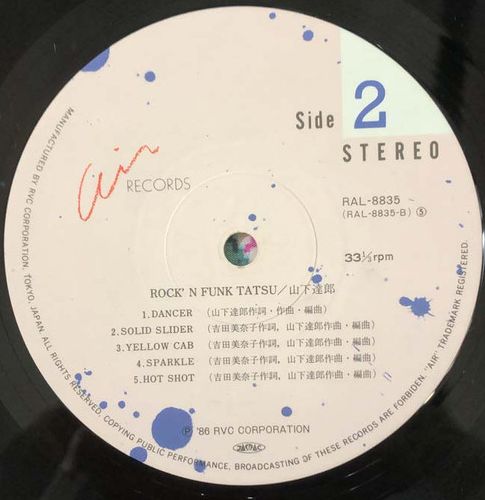 Side 2
STEREO
air RECORDS
RAL-8835
(RAL-8835-B) ⑤
33⅓rpm
ROCK' N FUNK TATSU／山下達郎
1.DANCER (山下達郎作詞・作曲・編曲)
2.SOLID SLIDER (吉田美奈子作詞, 山下達郎作曲・編曲)
3.YELLOW CAB (吉田美奈子作詞, 山下達郎作曲・編曲)
4.SPARKLE (吉田美奈子作詞, 山下達郎作曲・編曲)
5.HOT SHOT (吉田美奈子作詞, 山下達郎作曲・編曲)
Ⓟ '86 RVC CORPORATION
JASRAC
MANUFACTURED BY RVC CORPORATION, TOKYO, JAPAN. ALL RIGHTS RESERVED. COPYING PUBLIC PERFORMANCE, BROADCASTING OF THESE RECORDS ARE FORBIDEN. "AIR" TRADEMARK REGISTERED.